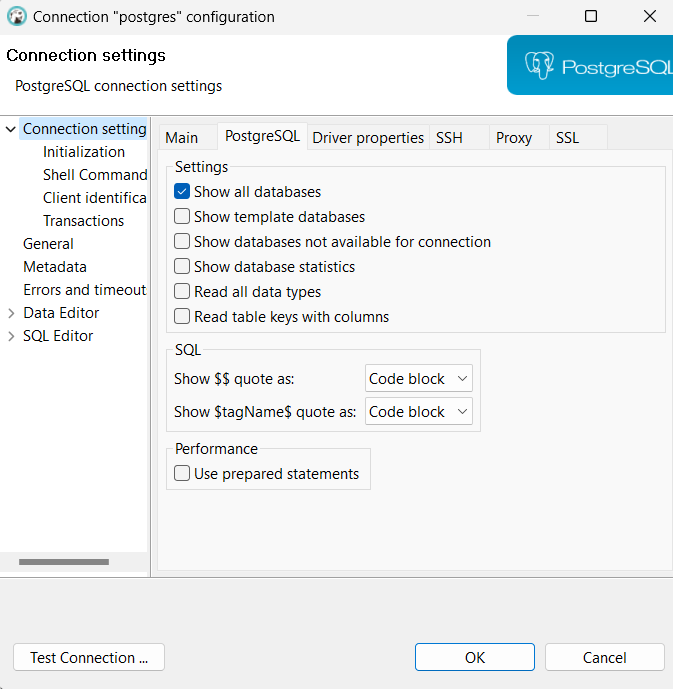 Connection "postgres" configuration
Connection settings
PostgreSQL connection settings
PostgreSQL
Connection setting
Initialization
Shell Command
Client identifica
Transactions
General
Metadata
Errors and timeout
Data Editor
SQL Editor
Main PostgreSQL Driver properties SSH Proxy SSL
Settings
Show all databases
Show template databases
Show databases not available for connection
Show database statistics
Read all data types
Read table keys with columns
SQL
Show $$ quote as: Code block
Show $tagName$ quote as: Code block
Performance
Use prepared statements
Test Connection ... OK Cancel